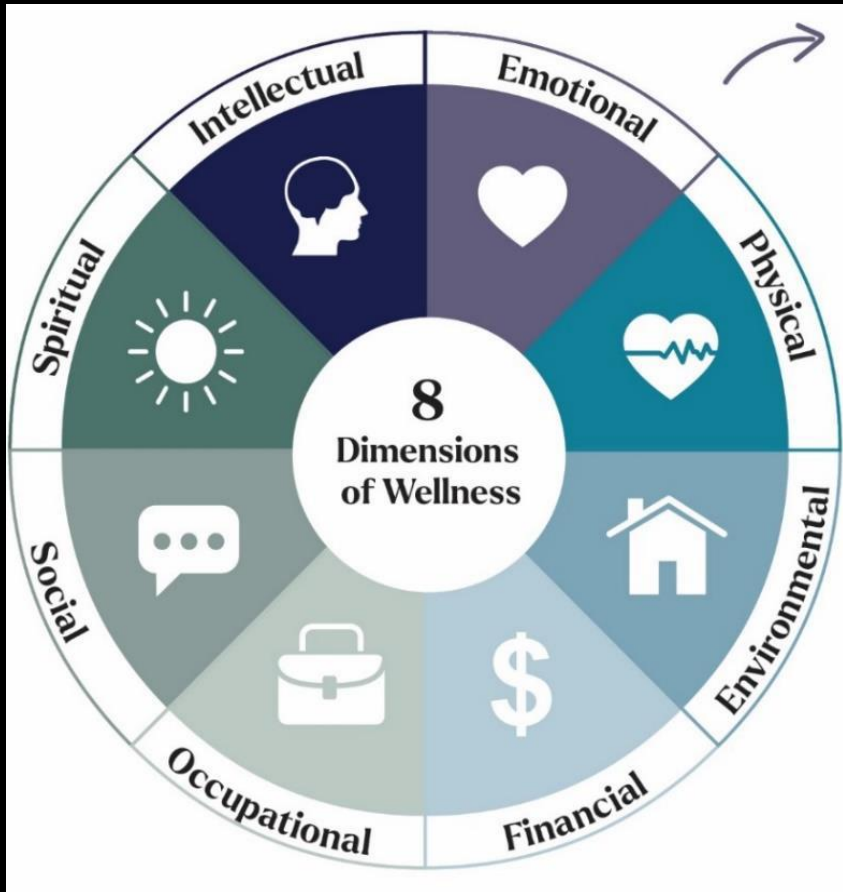 8
Dimensions
of Wellness
Emotional
Physical
Environmental
Financial
Occupational
Social
Spiritual
Intellectual
$